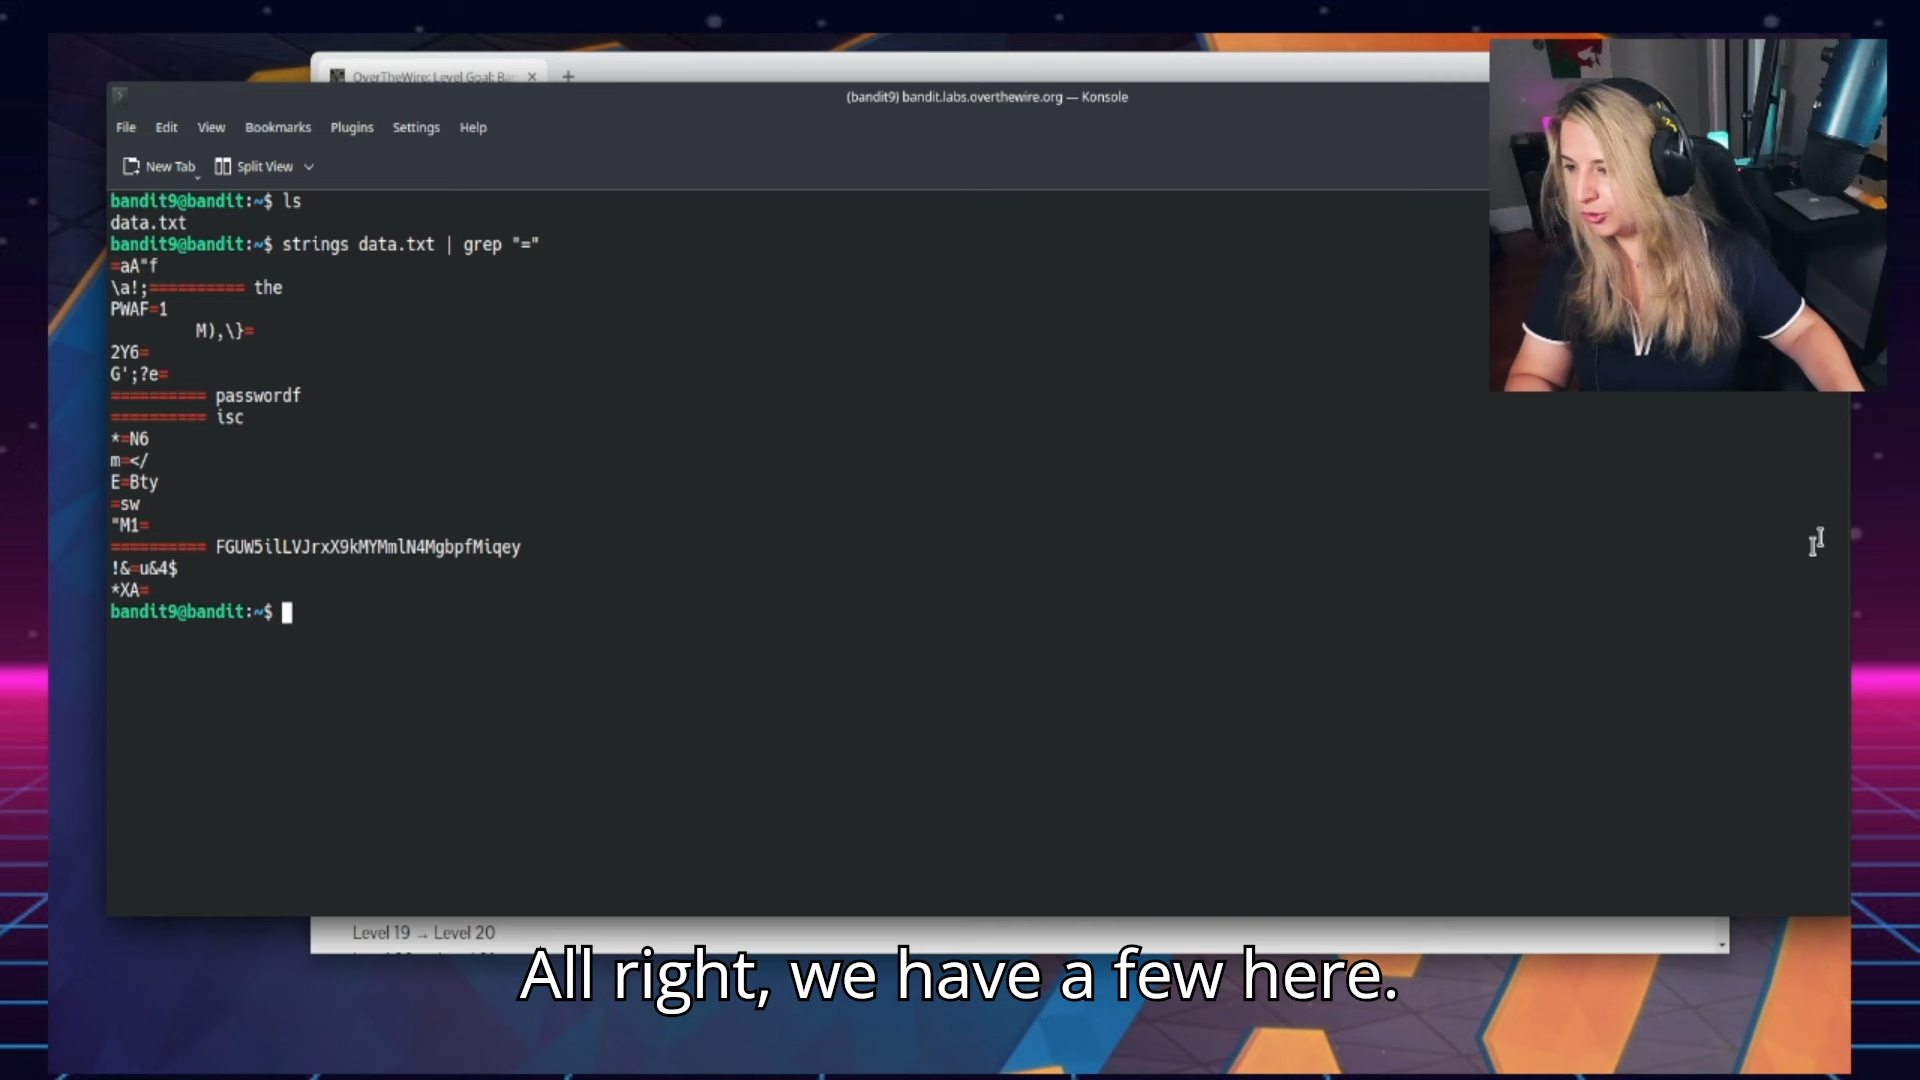 OverTheWire: Level Goal: Ba
(bandit9) bandit.labs.overthewire.org — Konsole
File Edit View Bookmarks Plugins Settings Help
New Tab Split View
bandit9@bandit:~$ ls
data.txt
bandit9@bandit:~$ strings data.txt | grep "="
=aA"f
\a!;========== the
PWAF=1
M),\}=
2Y6=
G';?e=
========== passwordf
========== isc
*=N6
m=</
E=Bty
=sw
"M1=
========== FGUW5ilLVJrxX9kMYMmlN4MgbpfMiqey
!&=u&4$
*XA=
bandit9@bandit:~$
Level 19 → Level 20
All right, we have a few here.